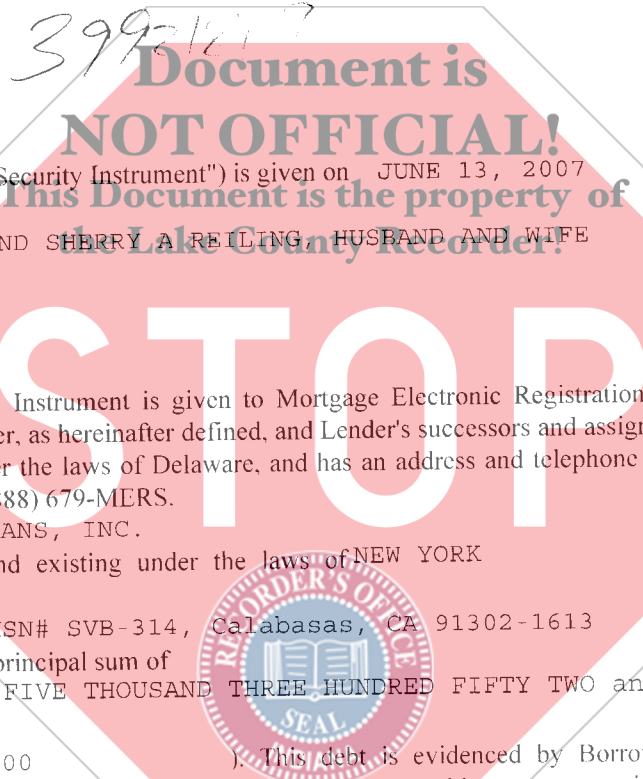 Document is
NOT OFFICIAL!
Security Instrument") is given on JUNE 13, 2007
This Document is the property of
ND SHERRY A REILING, HUSBAND AND WIFE
the Lake County Recorder!
STOP
Instrument is given to Mortgage Electronic Registration
er, as hereinafter defined, and Lender's successors and assign
er the laws of Delaware, and has an address and telephone
888) 679-MERS.
ANS, INC.
nd existing under the laws of NEW YORK
MSN# SVB-314, Calabasas, CA 91302-1613
principal sum of
FIVE THOUSAND THREE HUNDRED FIFTY TWO an
RECORDER'S OFFICE
SEAL
00 ). This debt is evidenced by Borro